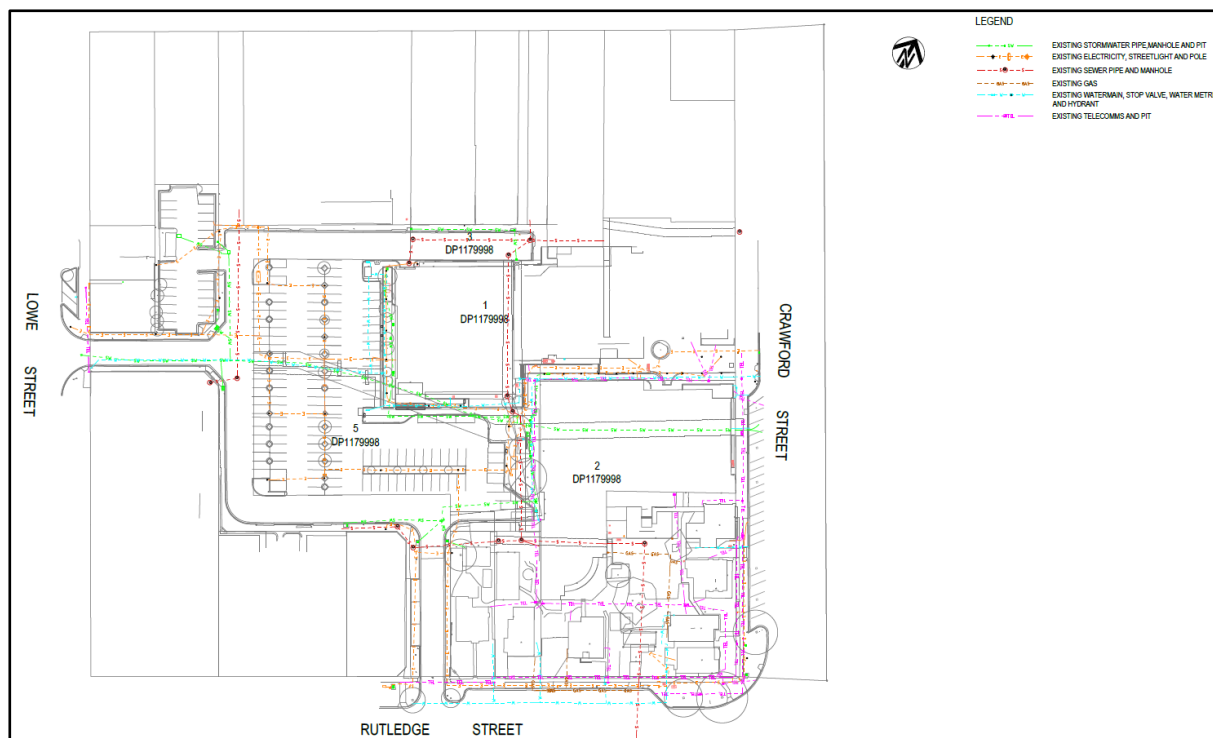 LEGEND
EXISTING STORMWATER PIPE,MANHOLE AND PIT
EXISTING ELECTRICITY, STREETLIGHT AND POLE
EXISTING SEWER PIPE AND MANHOLE
EXISTING GAS
EXISTING WATERMAIN, STOP VALVE, WATER METR
AND HYDRANT
EXISTING TELECOMMS AND PIT
3
DP1179998
1
DP1179998
LOWE STREET
CRAWFORD STREET
5
DP1179998
2
DP1179998
RUTLEDGE STREET